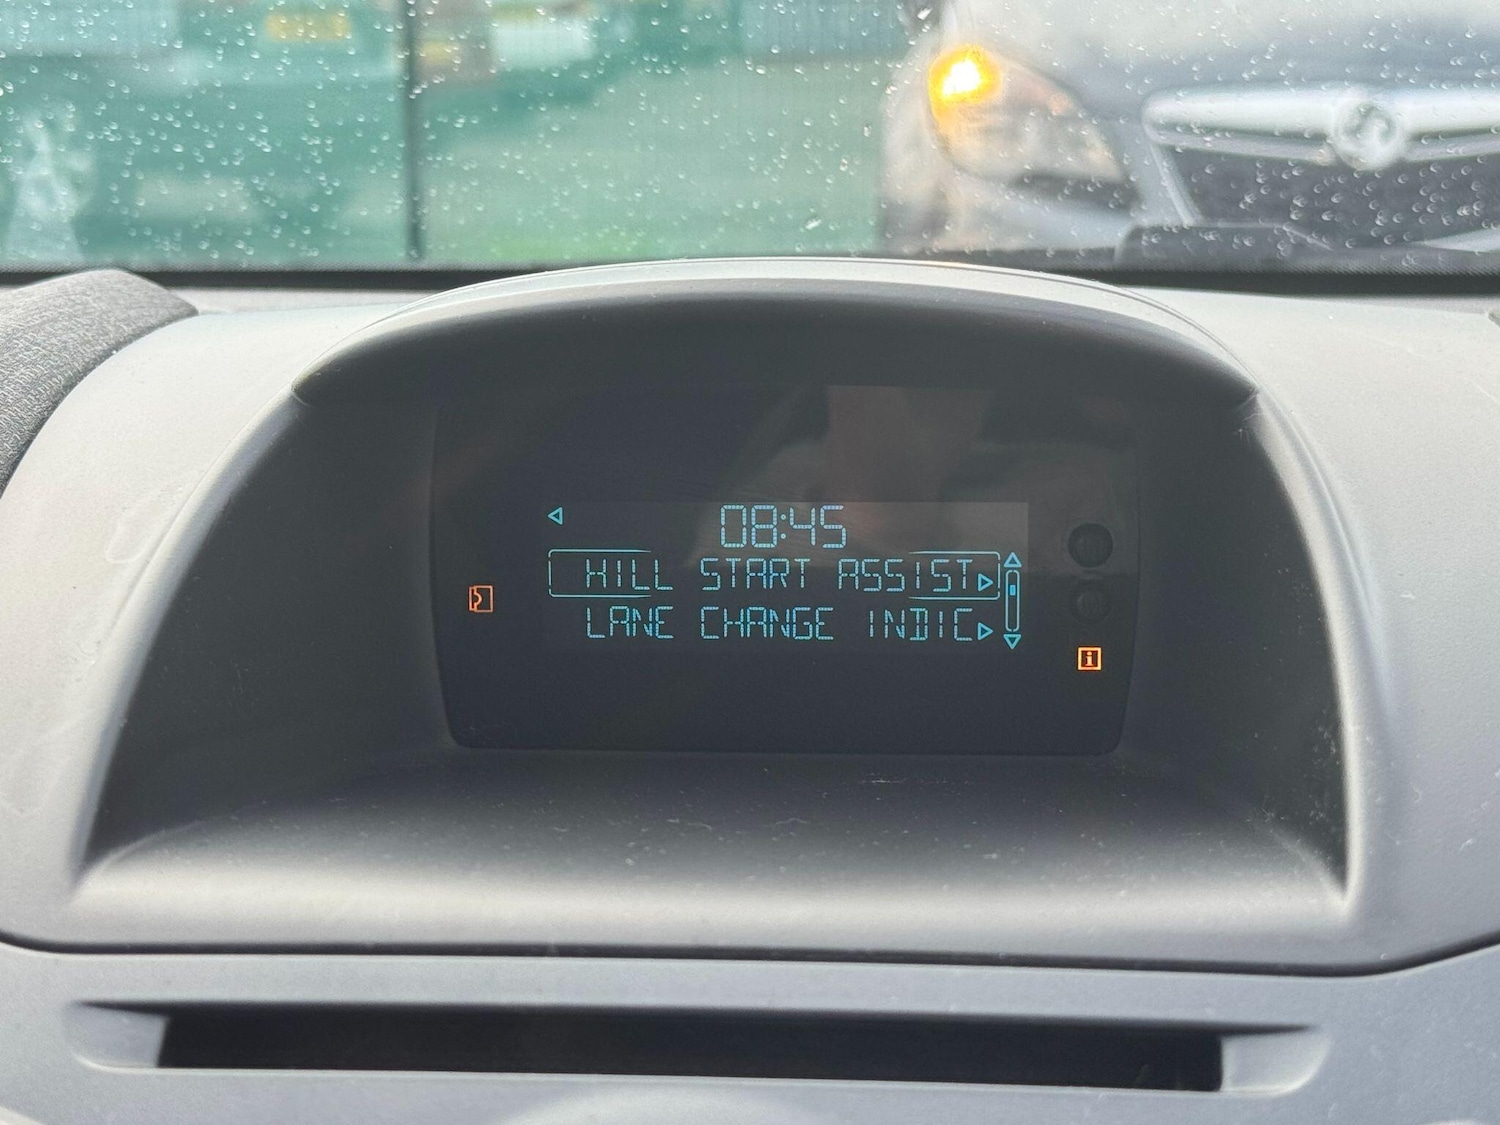 08:45
HILL START ASSIST
LANE CHANGE INDIC
i